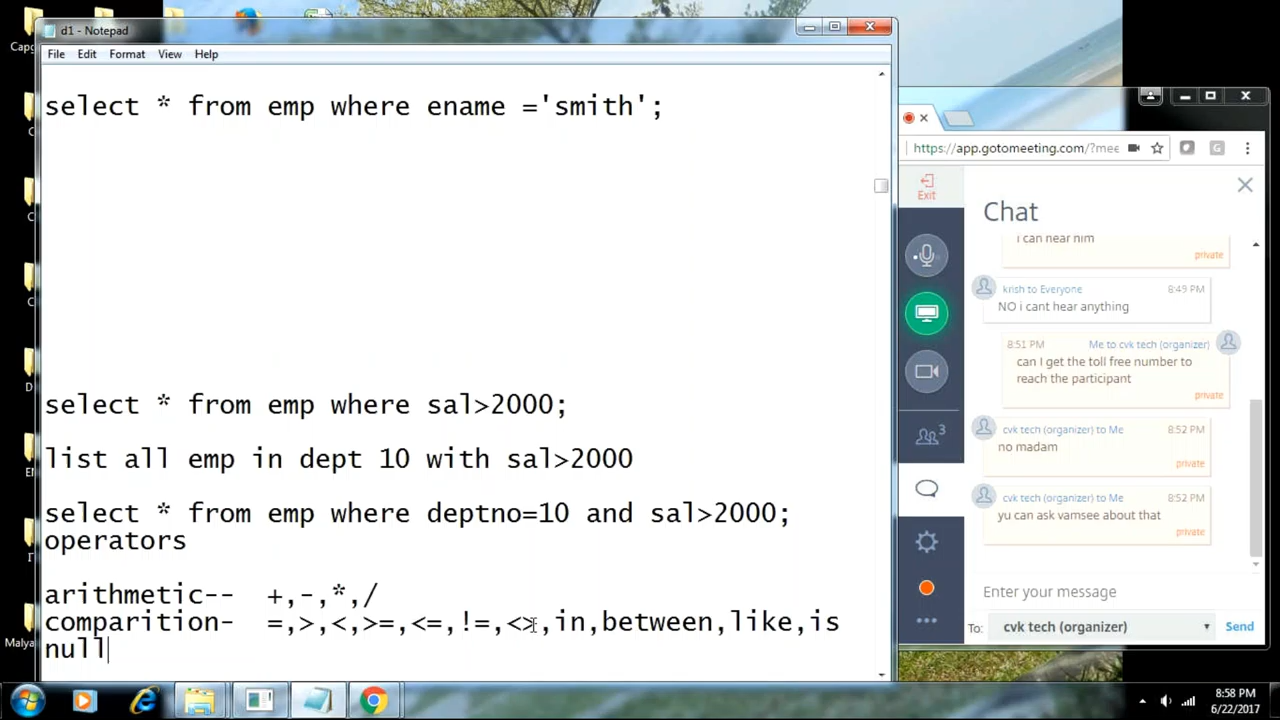 d1 - Notepad
File Edit Format View Help
select * from emp where ename ='smith';
select * from emp where sal>2000;
list all emp in dept 10 with sal>2000
select * from emp where deptno=10 and sal>2000;
operators
arithmetic-- +,-,*,/
comparition- =,>,<,>=,<=,!=,<>,in,between,like,is
null
https://app.gotomeeting.com/?mee
Exit
Chat
i can hear him
private
krish to Everyone 8:49 PM
NO i cant hear anything
8:51 PM Me to cvk tech (organizer)
can I get the toll free number to
reach the participant
private
cvk tech (organizer) to Me 8:52 PM
no madam
private
cvk tech (organizer) to Me 8:52 PM
yu can ask vamsee about that
private
3
Enter your message
To: cvk tech (organizer) Send
Capg
Malya
8:58 PM
6/22/2017